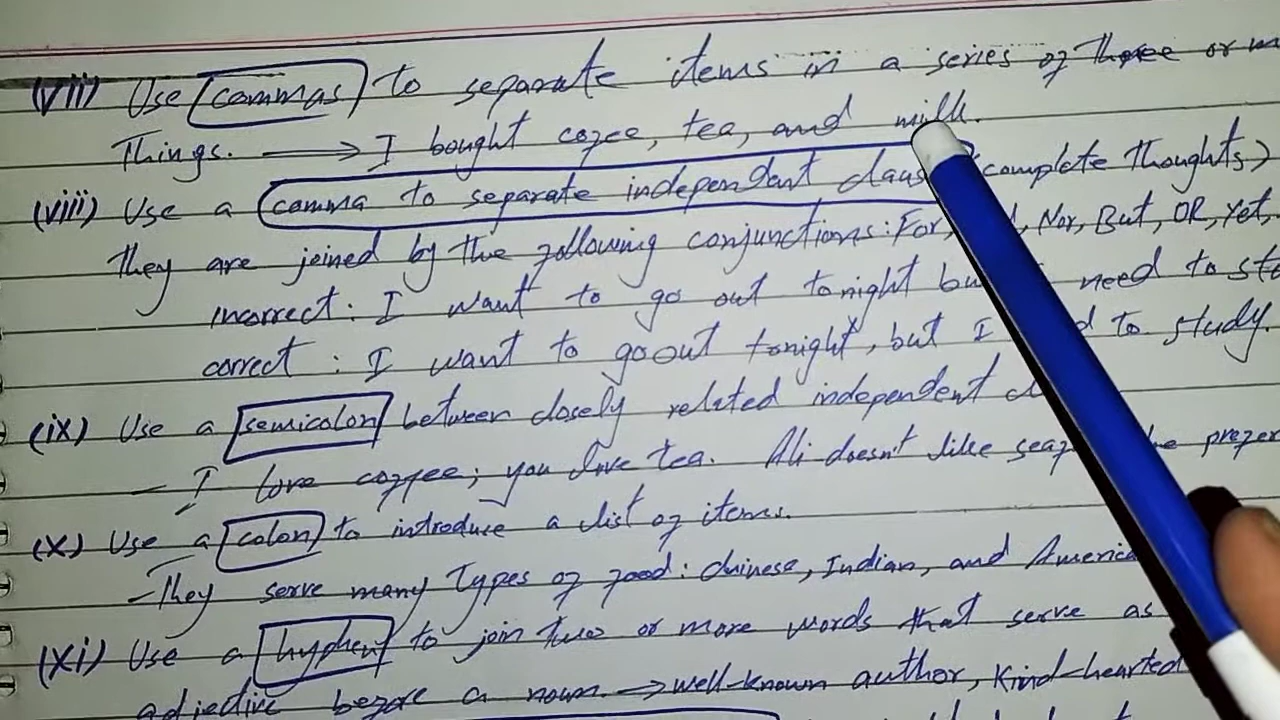 (vii) Use commas to separate items in a series of three or
Things. → I bought cofee, tea, and milk.
(viii) Use a comma to separate independent claus (complete thoughts)
they are joined by the following conjunctions: For, Nor, But, OR, Yet,
incorrect: I want to go out tonight but need to
correct : I want to go out tonight, but I to study.
(ix) Use a semicolon between closely related independent
- I love coffee; you love tea. Ali doesn't like
(x) Use a colon to introduce a list of items.
- They serve many Types of food: Chinese, Indian, and America
(xi) Use a hyphen to join two or more words that serve as
adjective before a noun. → well-known author, Kind-hearted